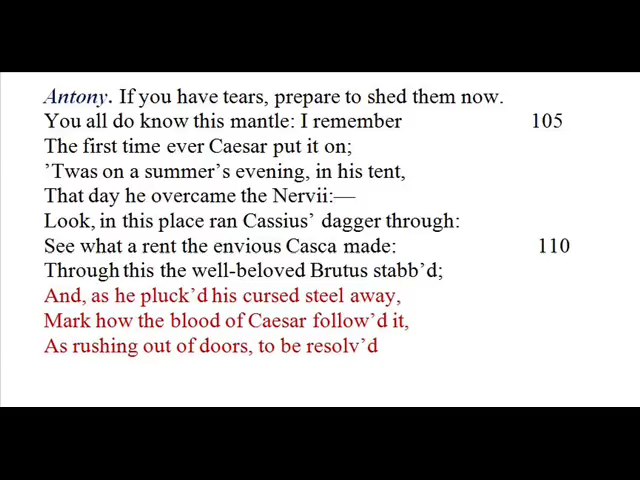 Antony. If you have tears, prepare to shed them now.
You all do know this mantle: I remember 105
The first time ever Caesar put it on;
’Twas on a summer’s evening, in his tent,
That day he overcame the Nervii:—
Look, in this place ran Cassius’ dagger through:
See what a rent the envious Casca made: 110
Through this the well-beloved Brutus stabb’d;
And, as he pluck’d his cursed steel away,
Mark how the blood of Caesar follow’d it,
As rushing out of doors, to be resolv’d